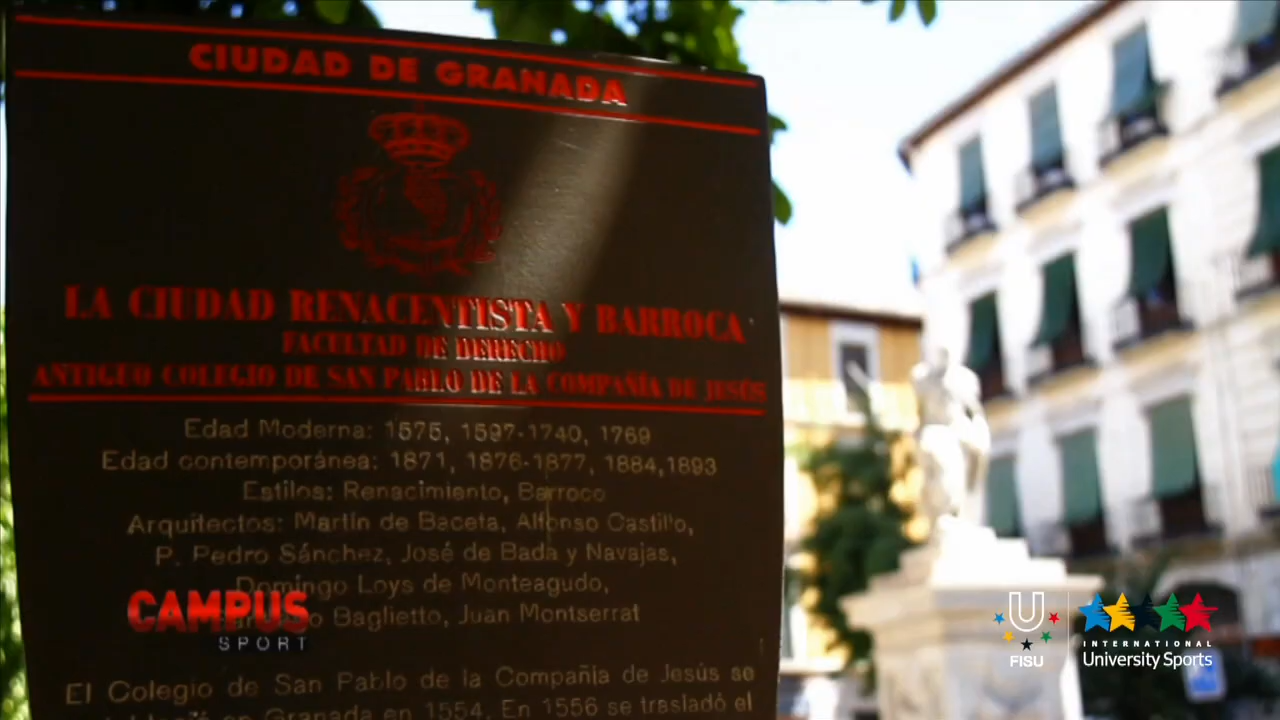 CIUDAD DE GRANADA
LA CIUDAD RENACENTISTA Y BARROCA
FACULTAD DE DERECHO
ANTIGUO COLEGIO DE SAN PABLO DE LA COMPAÑÍA DE JESÚS
Edad Moderna: 1575, 1597-1740, 1769
Edad contemporánea: 1871, 1876-1877, 1884,1893
Estilos: Renacimiento, Barroco
Arquitectos: Martín de Baceta, Alfonso Castillo,
P. Pedro Sánchez, José de Bada y Navajas,
Domingo Loys de Monteagudo,
Baglietto, Juan Montserrat
CAMPUS
SPORT
El Colegio de San Pablo de la Compañía de Jesús se
en Granada en 1554. En 1556 se trasladó el
U
FISU
INTERNATIONAL
University Sports